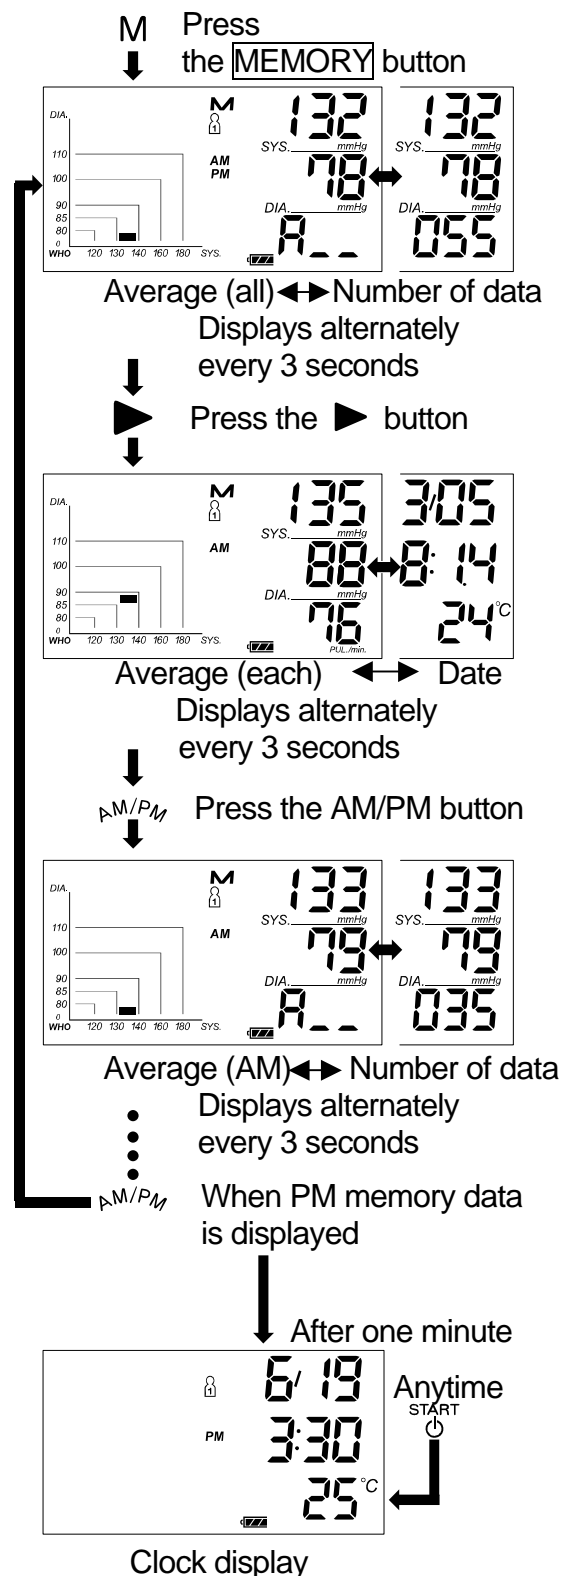 M Press
the MEMORY button
DIA. M 132 132
1 SYS. mmHg SYS. mmHg
110 AM 78 78
100 PM
90 DIA. mmHg DIA. mmHg
85 A__ 055
80
0
WHO 120 140 160 180 SYS.
Average (all) Number of data
Displays alternately
every 3 seconds
Press the ▶ button
DIA. M 135 3/05
1 SYS. mmHg
110 AM 88 8:14
100
90 DIA. mmHg
85 76 24°C
80
0 PUL./min.
WHO 120 130 140 160 180 SYS.
Average (each) Date
Displays alternately
every 3 seconds
AM/PM Press the AM/PM button
DIA. M 133 133
1 SYS. mmHg SYS. mmHg
110 AM 79 79
100
90 DIA. mmHg DIA. mmHg
85 A__ 035
80
0
WHO 120 130 140 160 180 SYS.
Average (AM) Number of data
Displays alternately
every 3 seconds
AM/PM When PM memory data
is displayed
After one minute
1 6/19 Anytime
START
PM 3:30
25°C
Clock display